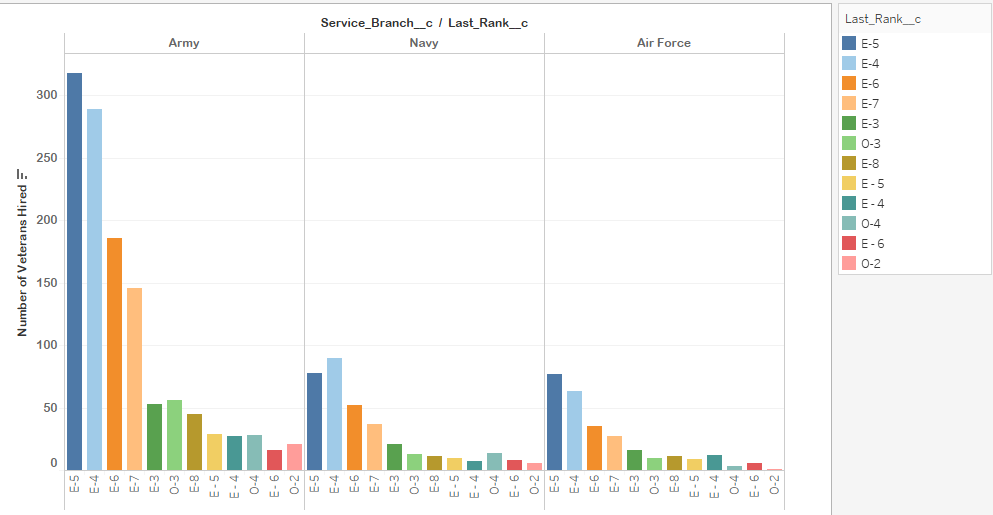 Service_Branch__c / Last_Rank__c
Army Navy Air Force
Number of Veterans Hired
300
250
200
150
100
50
0
E-5 E-4 E-6 E-7 E-3 O-3 E-8 E - 5 E - 4 O-4 E - 6 O-2 E-5 E-4 E-6 E-7 E-3 O-3 E-8 E - 5 E - 4 O-4 E - 6 O-2 E-5 E-4 E-6 E-7 E-3 O-3 E-8 E - 5 E - 4 O-4 E - 6 O-2
Last_Rank__c
E-5
E-4
E-6
E-7
E-3
O-3
E-8
E - 5
E - 4
O-4
E - 6
O-2